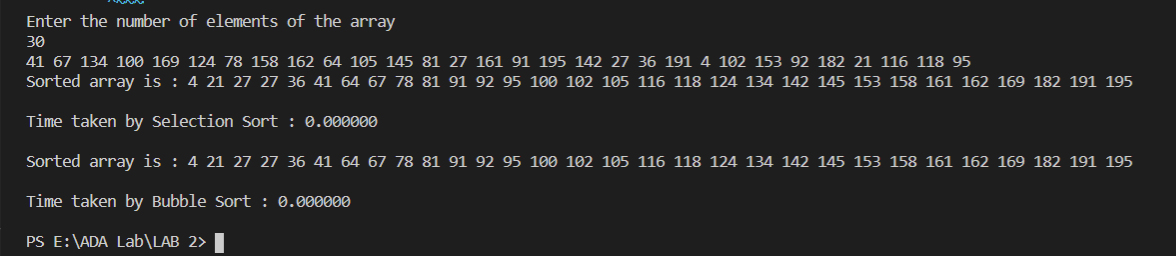 Enter the number of elements of the array
30
41 67 134 100 169 124 78 158 162 64 105 145 81 27 161 91 195 142 27 36 191 4 102 153 92 182 21 116 118 95
Sorted array is : 4 21 27 27 36 41 64 67 78 81 91 92 95 100 102 105 116 118 124 134 142 145 153 158 161 162 169 182 191 195
Time taken by Selection Sort : 0.000000
Sorted array is : 4 21 27 27 36 41 64 67 78 81 91 92 95 100 102 105 116 118 124 134 142 145 153 158 161 162 169 182 191 195
Time taken by Bubble Sort : 0.000000
PS E:\ADA Lab\LAB 2>